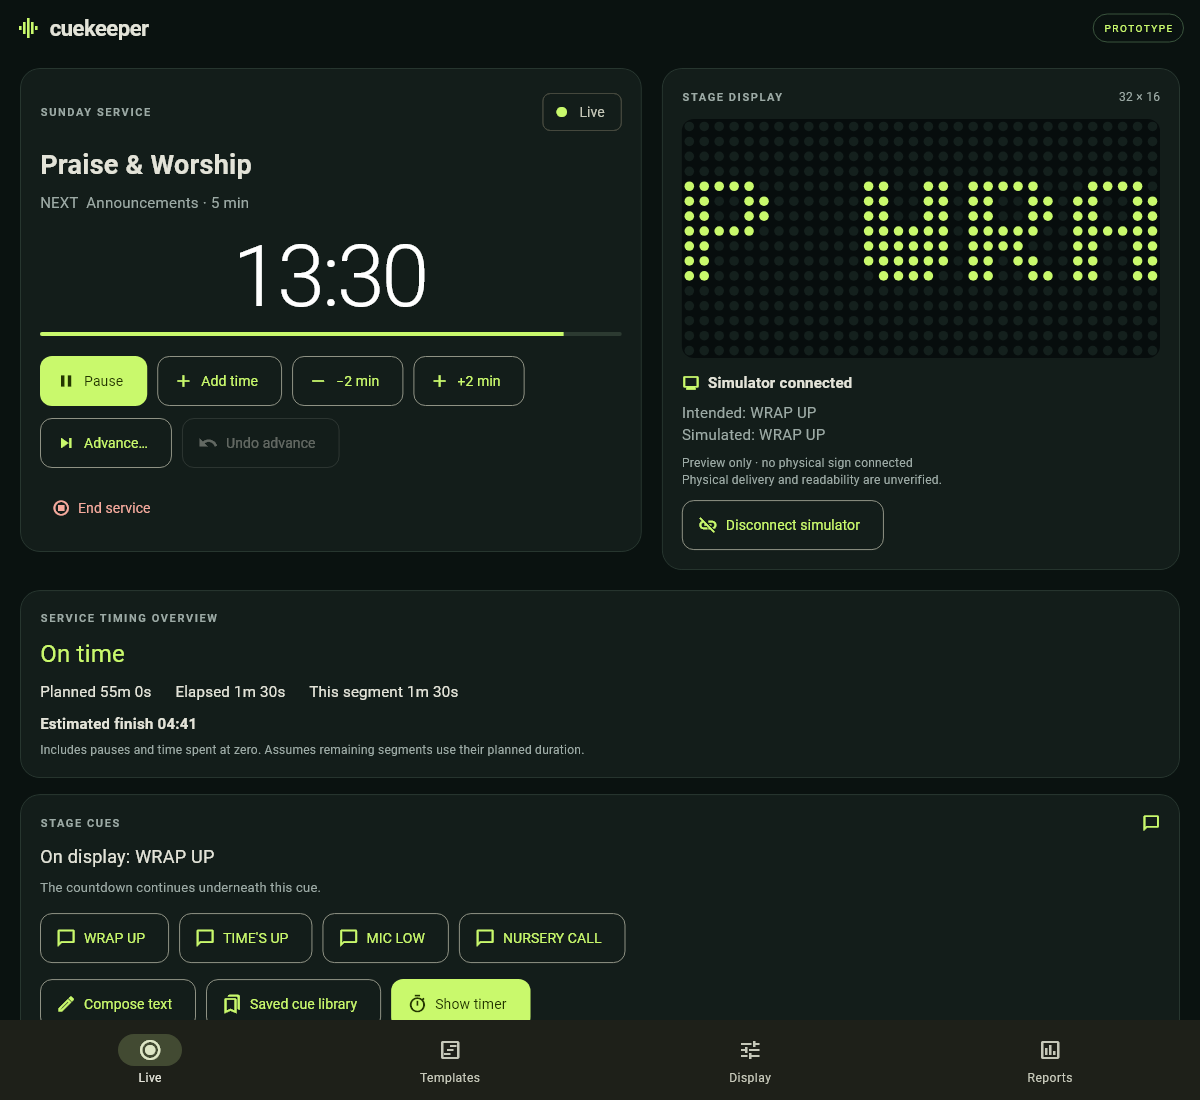 cuekeeper
PROTOTYPE
SUNDAY SERVICE
Live
Praise & Worship
NEXT Announcements · 5 min
13:30
Pause
Add time
−2 min
+2 min
Advance…
Undo advance
End service
STAGE DISPLAY
32 × 16
P WRA
Simulator connected
Intended: WRAP UP
Simulated: WRAP UP
Preview only · no physical sign connected
Physical delivery and readability are unverified.
Disconnect simulator
SERVICE TIMING OVERVIEW
On time
Planned 55m 0s Elapsed 1m 30s This segment 1m 30s
Estimated finish 04:41
Includes pauses and time spent at zero. Assumes remaining segments use their planned duration.
STAGE CUES
On display: WRAP UP
The countdown continues underneath this cue.
WRAP UP
TIME'S UP
MIC LOW
NURSERY CALL
Compose text
Saved cue library
Show timer
Live
Templates
Display
Reports